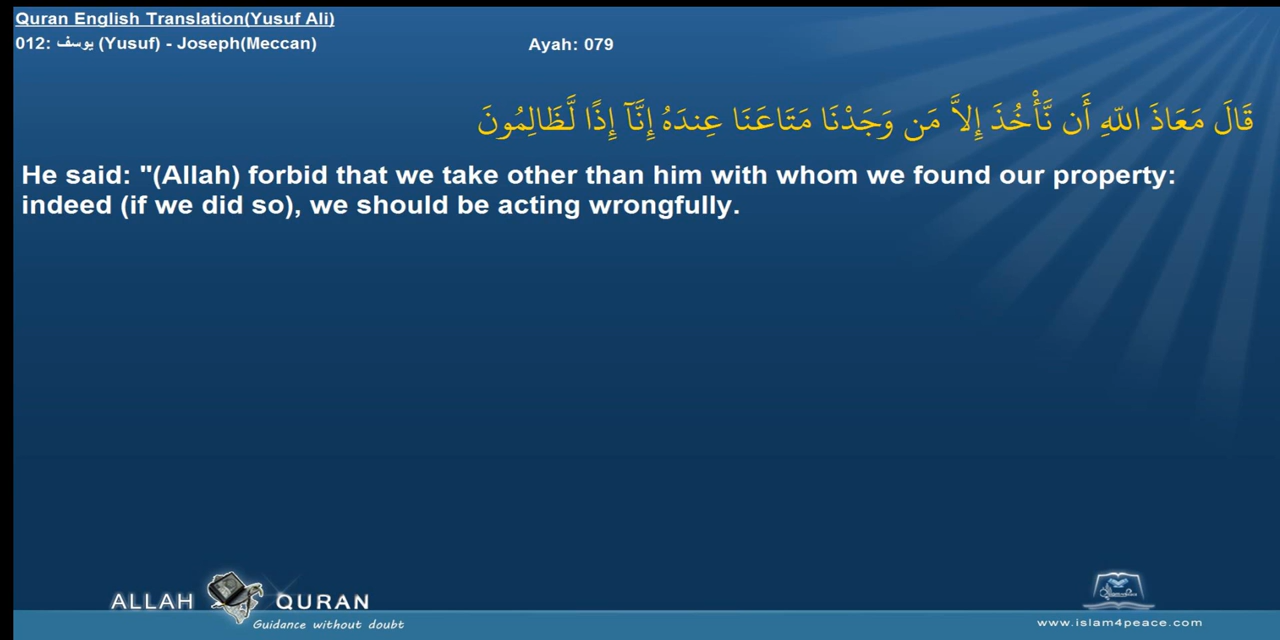 Quran English Translation(Yusuf Ali)
012: يوسف (Yusuf) - Joseph(Meccan) Ayah: 079
قَالَ مَعَاذَ اللّهِ أَن نَّأْخُذَ إِلاَّ مَن وَجَدْنَا مَتَاعَنَا عِندَهُ إِنَّآ إِذًا لَّظَالِمُونَ
He said: "(Allah) forbid that we take other than him with whom we found our property:
indeed (if we did so), we should be acting wrongfully.
ALLAH QURAN
Guidance without doubt
www.islam4peace.com